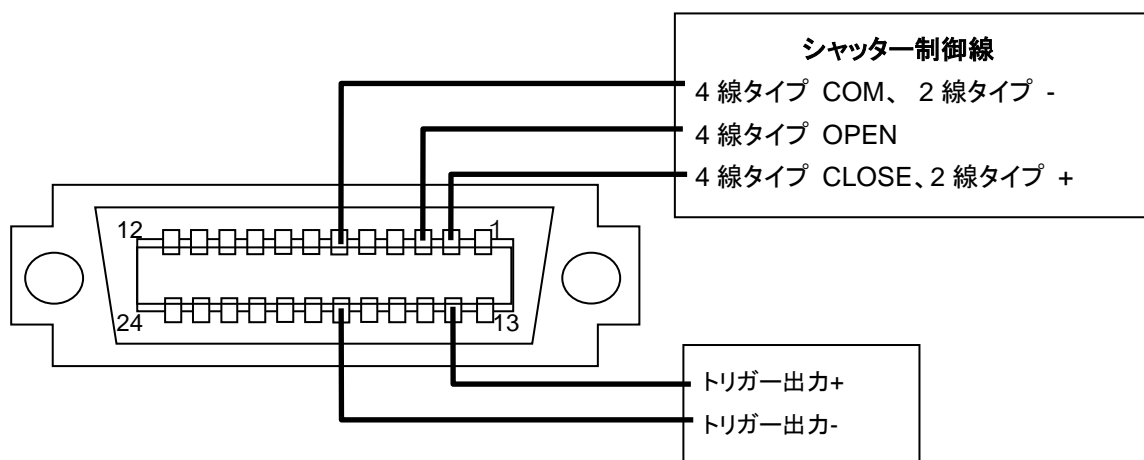 シャッター制御線
4 線タイプ COM、 2 線タイプ -
4 線タイプ OPEN
4 線タイプ CLOSE、2 線タイプ +
12
1
24
13
トリガー出力+
トリガー出力-